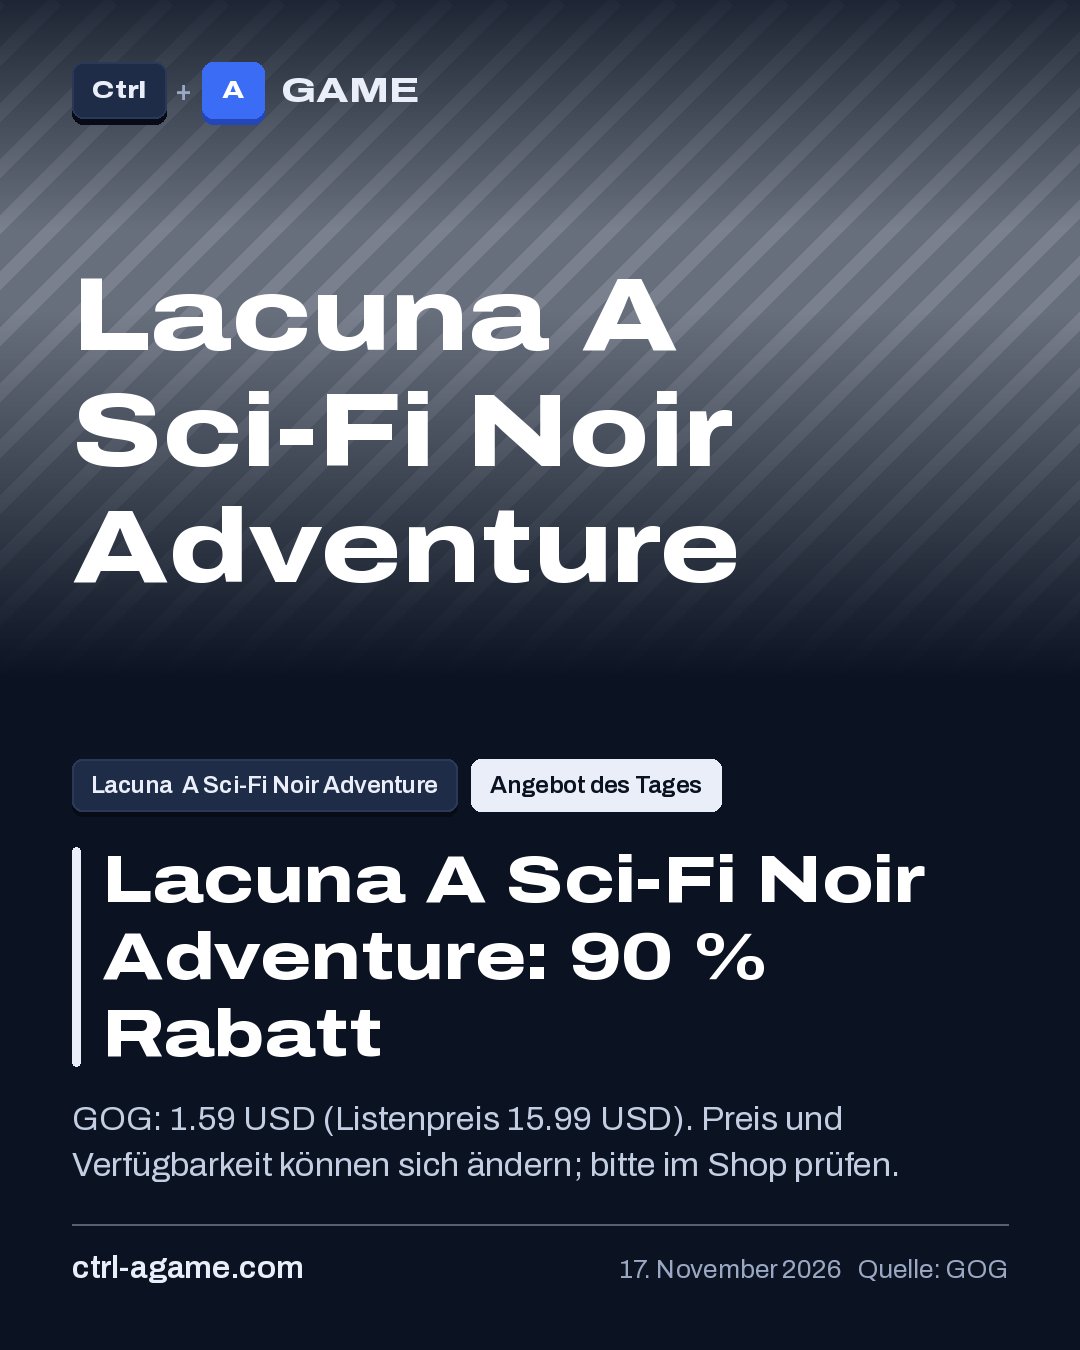 Ctrl + A GAME
Lacuna A
Sci-Fi Noir
Adventure
Lacuna A Sci-Fi Noir Adventure
Angebot des Tages
Lacuna A Sci-Fi Noir
Adventure: 90 %
Rabatt
GOG: 1.59 USD (Listenpreis 15.99 USD). Preis und
Verfügbarkeit können sich ändern; bitte im Shop prüfen.
ctrl-agame.com
17. November 2026 Quelle: GOG